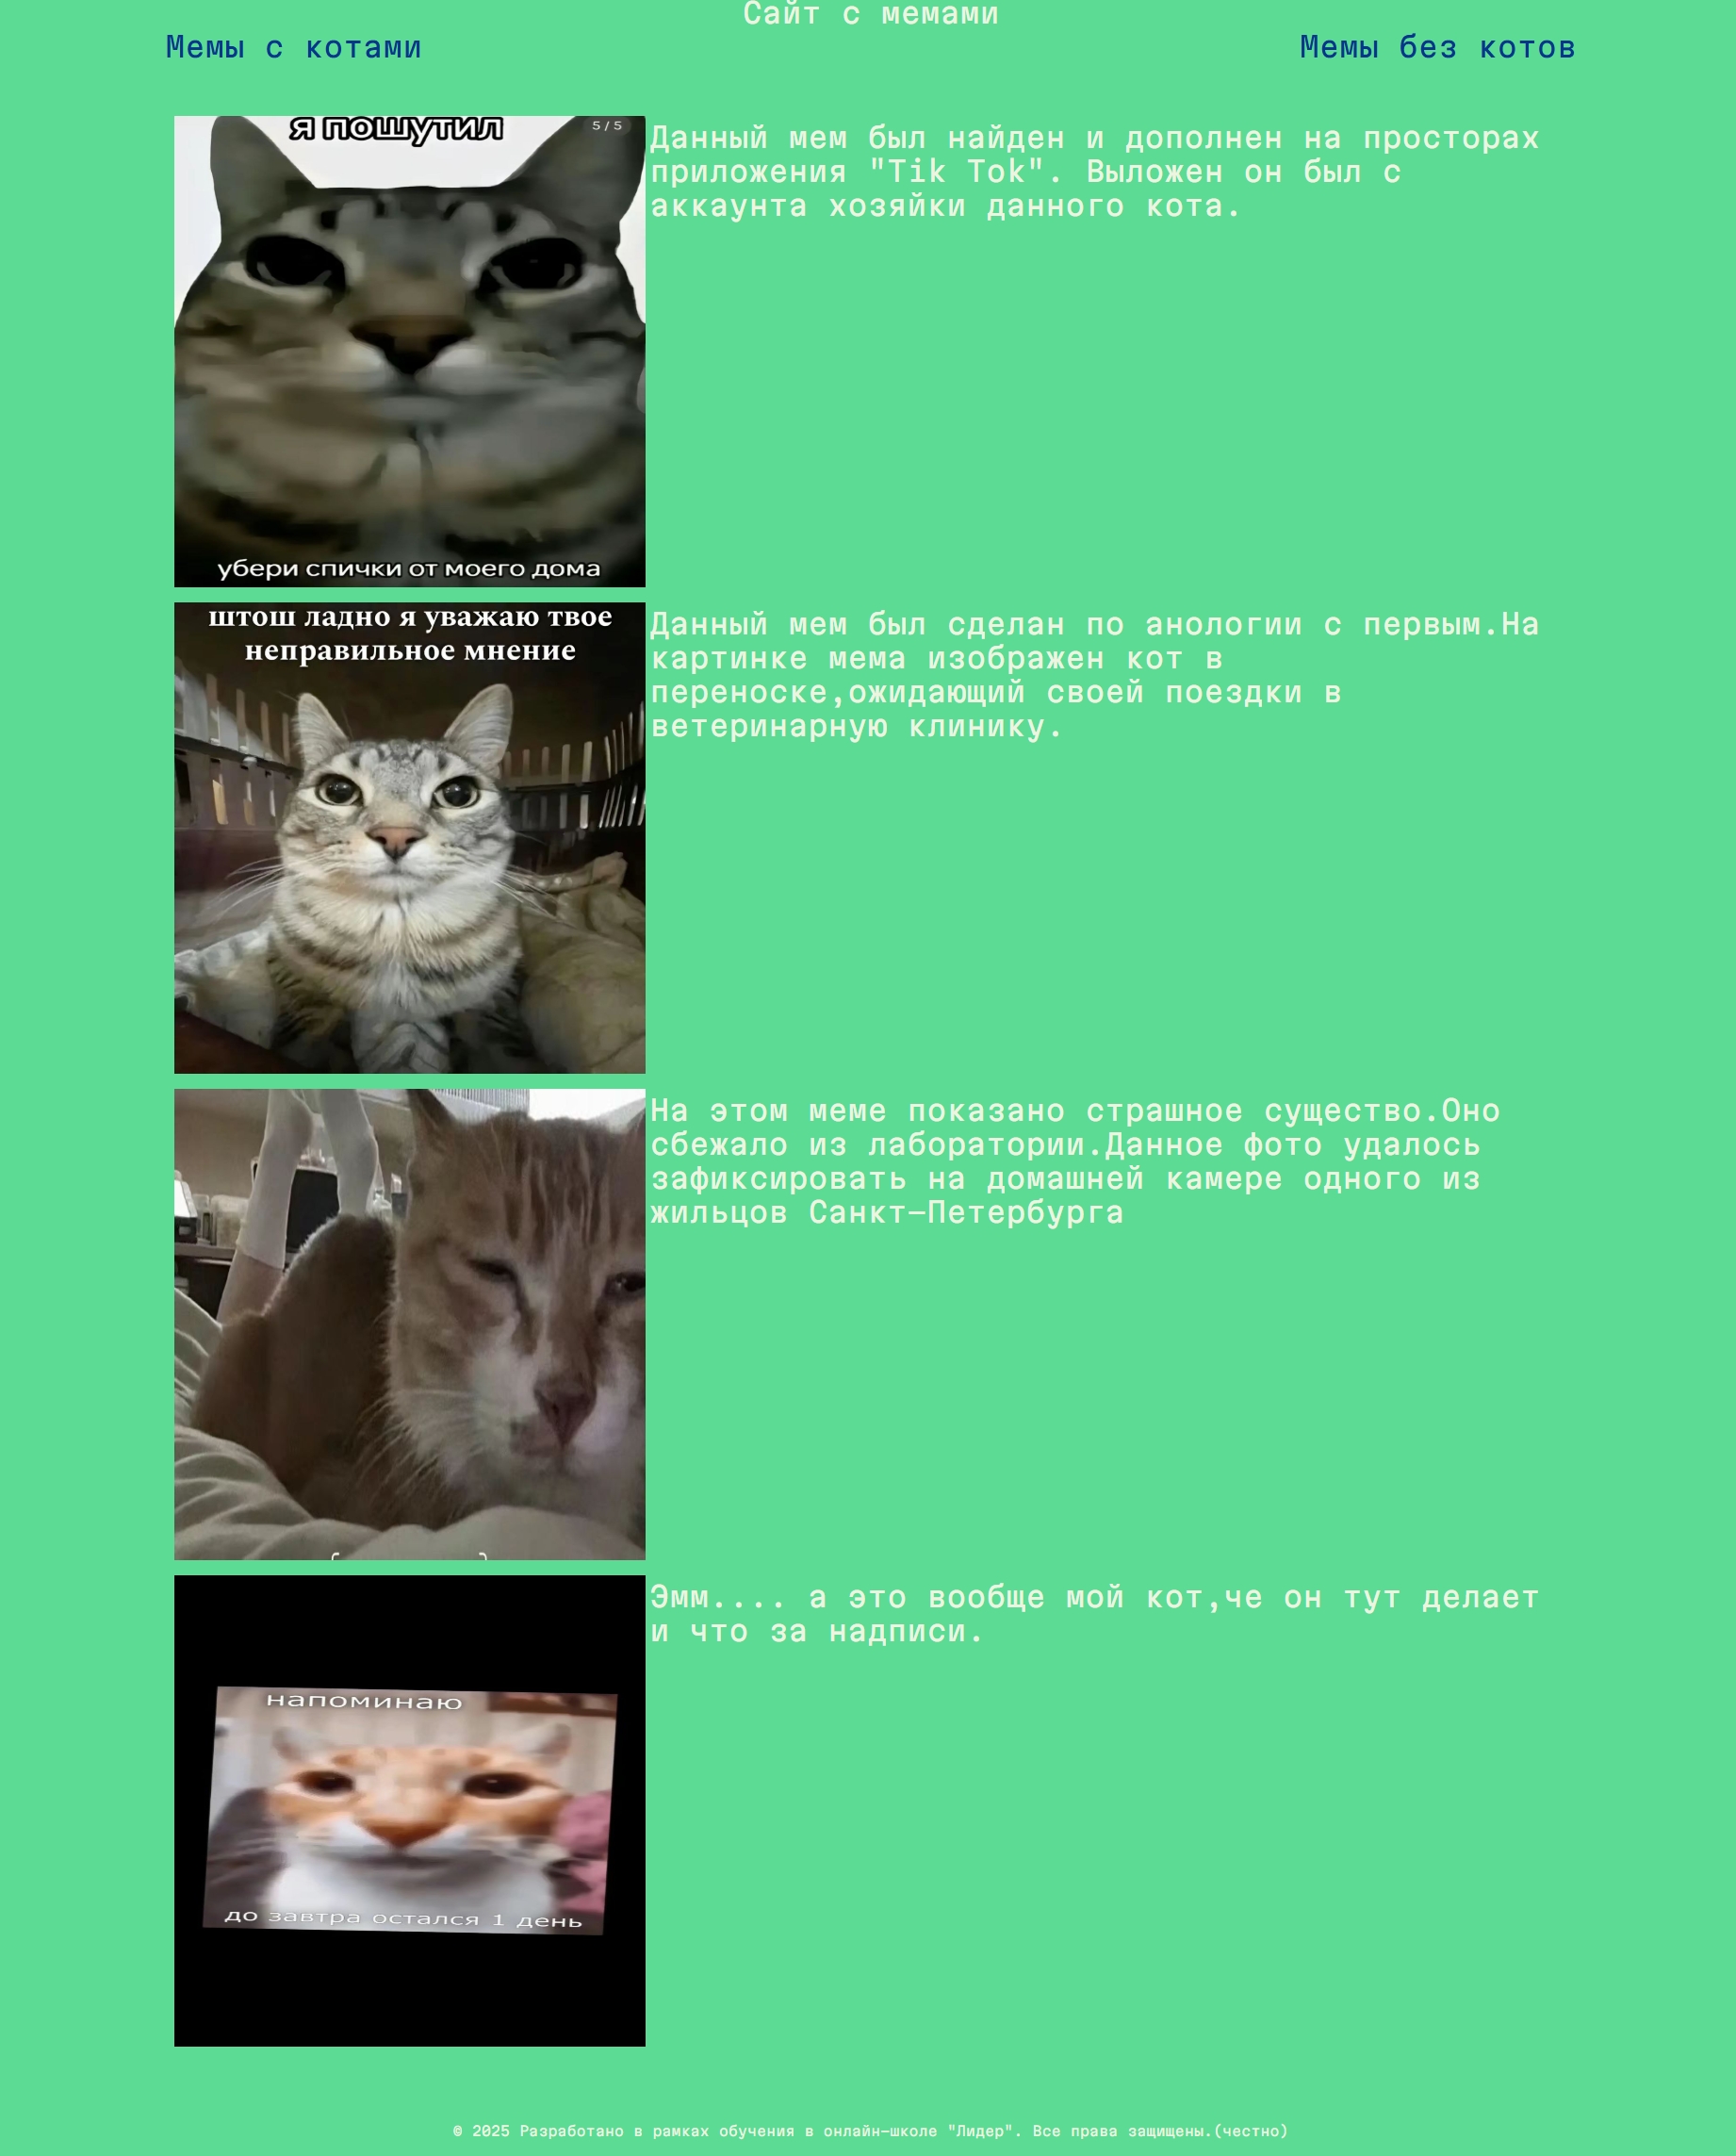 Сайт с мемами
Мемы с котами
Мемы без котов
я пошутил
5/5
убери спички от моего дома
Данный мем был найден и дополнен на просторах
приложения "Tik Tok". Выложен он был с
аккаунта хозяйки данного кота.
штош ладно я уважаю твое
неправильное мнение
Данный мем был сделан по анологии с первым.На
картинке мема изображен кот в
переноске,ожидающий своей поездки в
ветеринарную клинику.
На этом меме показано страшное существо.Оно
сбежало из лаборатории.Данное фото удалось
зафиксировать на домашней камере одного из
жильцов Санкт-Петербурга
напоминаю
до завтра остался 1 день
Эмм.... а это вообще мой кот,че он тут делает
и что за надписи.
© 2025 Разработано в рамках обучения в онлайн-школе "Лидер". Все права защищены.(честно)